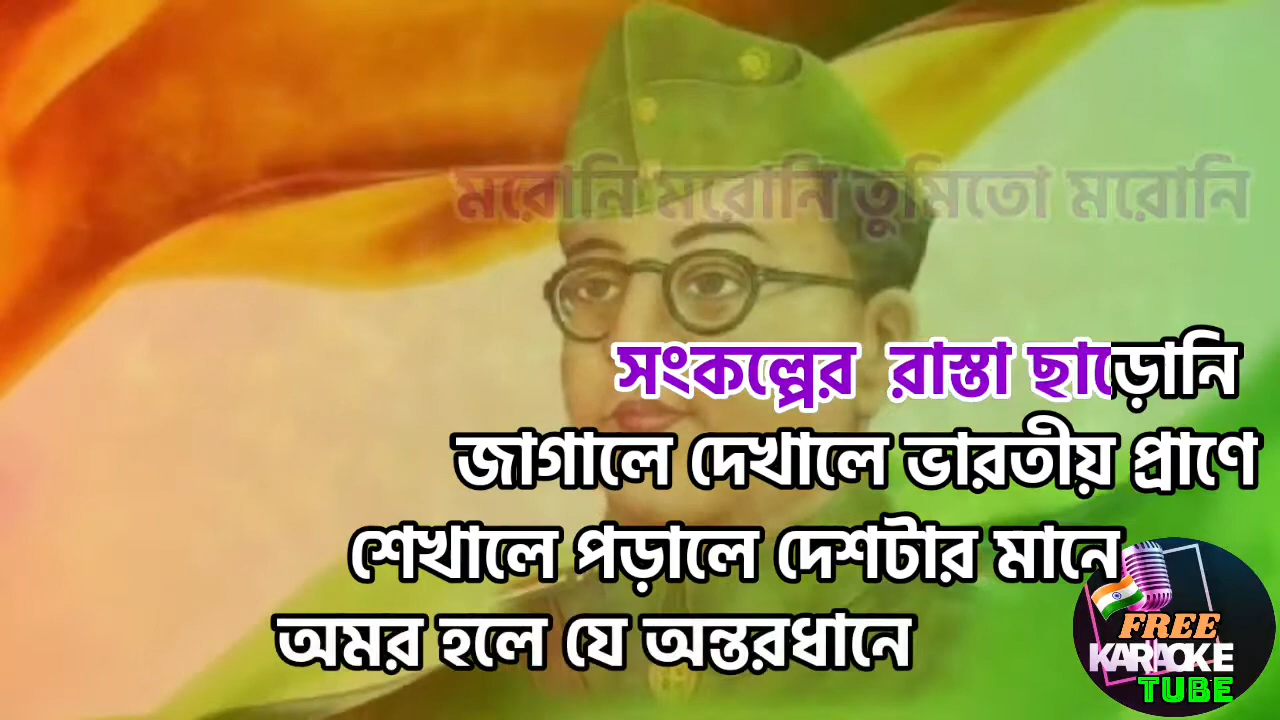 মরোনি মরোনি তুমিতো মরোনি
সংকল্পের রাস্তা ছাড়োনি
জাগালে দেখালে ভারতীয় প্রাণে
শেখালে পড়ালে দেশটার মানে
অমর হলে যে অন্তরধানে
FREE
KARAOKE
TUBE